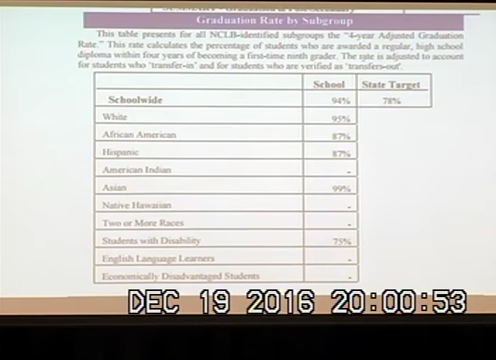 Graduation Rate by Subgroup
This table presents for all NCLB-identified subgroups the "4-year Adjusted Graduation
Rate." This rate calculates the percentage of students who are awarded a regular, high school
diploma within four years of becoming a first-time ninth grader. The rate is adjusted to account
for students who 'transfer-in' and for students who are verified as 'transfers-out'.
School State Target
Schoolwide 94% 78%
White 95%
African American 87%
Hispanic 87%
American Indian -
Asian 99%
Native Hawaiian -
Two or More Races -
Students with Disability 75%
English Language Learners -
Economically Disadvantaged Students -
DEC 19 2016 20:00:53